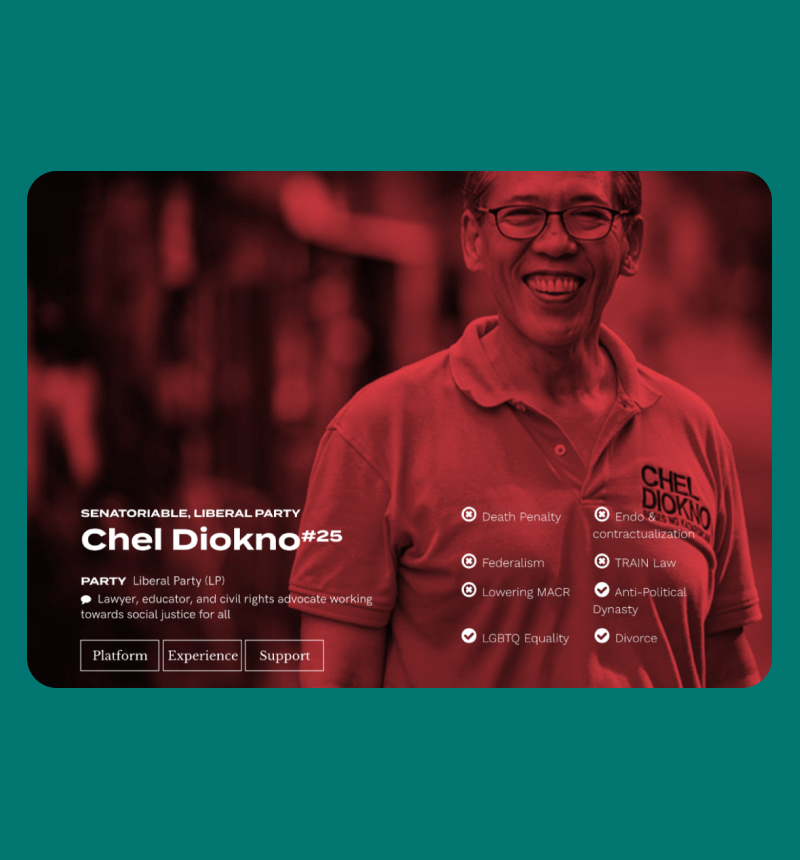 CHEL
DIOKNO
SENATORIABLE, LIBERAL PARTY
Chel Diokno#25
PARTY Liberal Party (LP)
Lawyer, educator, and civil rights advocate working
towards social justice for all
Platform Experience Support
Death Penalty
Endo &
contractualization
Federalism
TRAIN Law
Lowering MACR
Anti-Political
Dynasty
LGBTQ Equality
Divorce